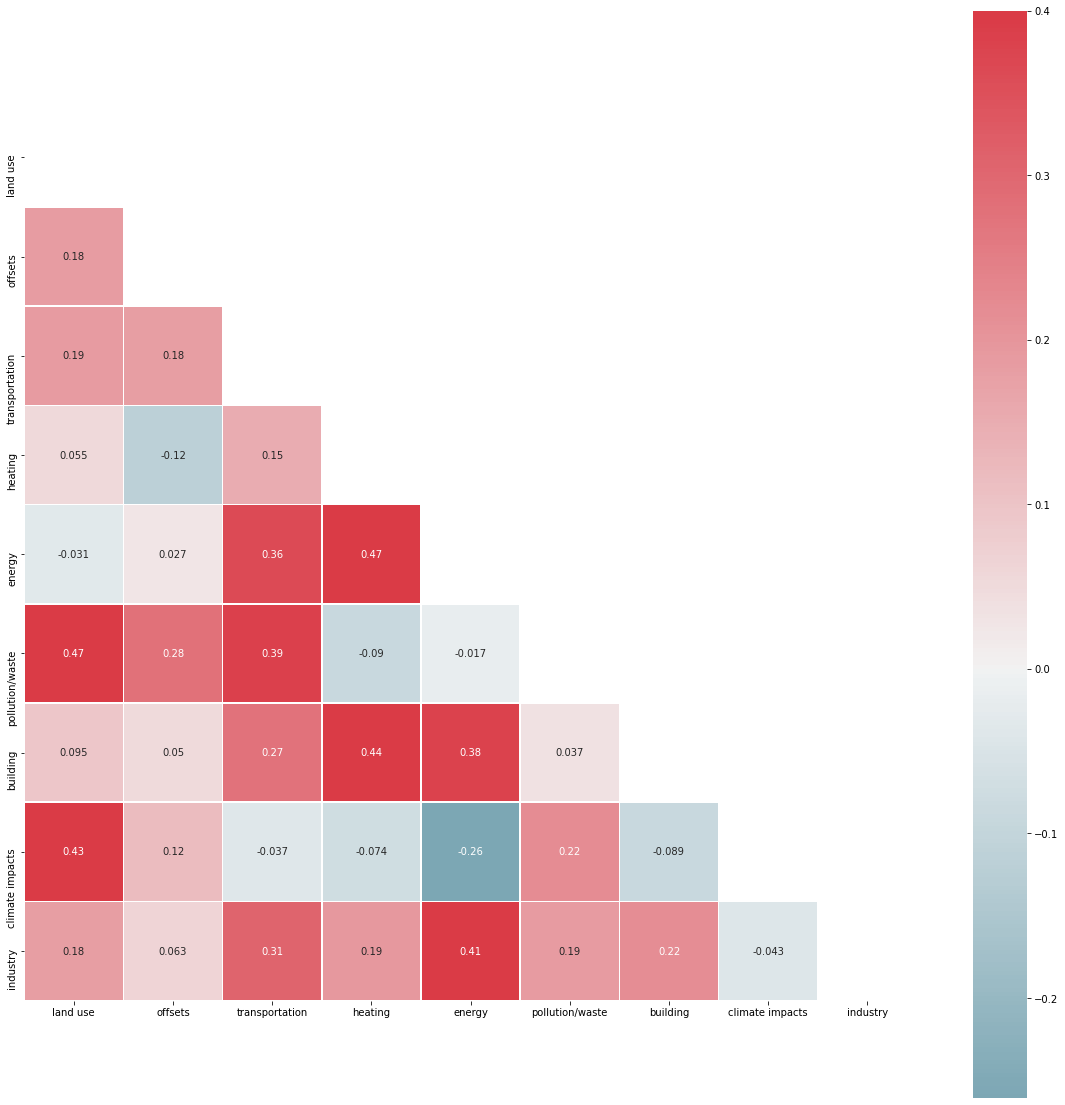 0.4
0.3
land use
offsets
0.18
0.2
transportation
0.19 0.18
heating
0.055 -0.12 0.15
0.1
energy
-0.031 0.027 0.36 0.47
pollution/waste
0.47 0.28 0.39 -0.09 -0.017
0.0
building
0.095 0.05 0.27 0.44 0.38 0.037
−0.1
climate impacts
0.43 0.12 -0.037 -0.074 -0.26 0.22 -0.089
industry
0.18 0.063 0.31 0.19 0.41 0.19 0.22 -0.043
−0.2
land use offsets transportation heating energy pollution/waste building climate impacts industry